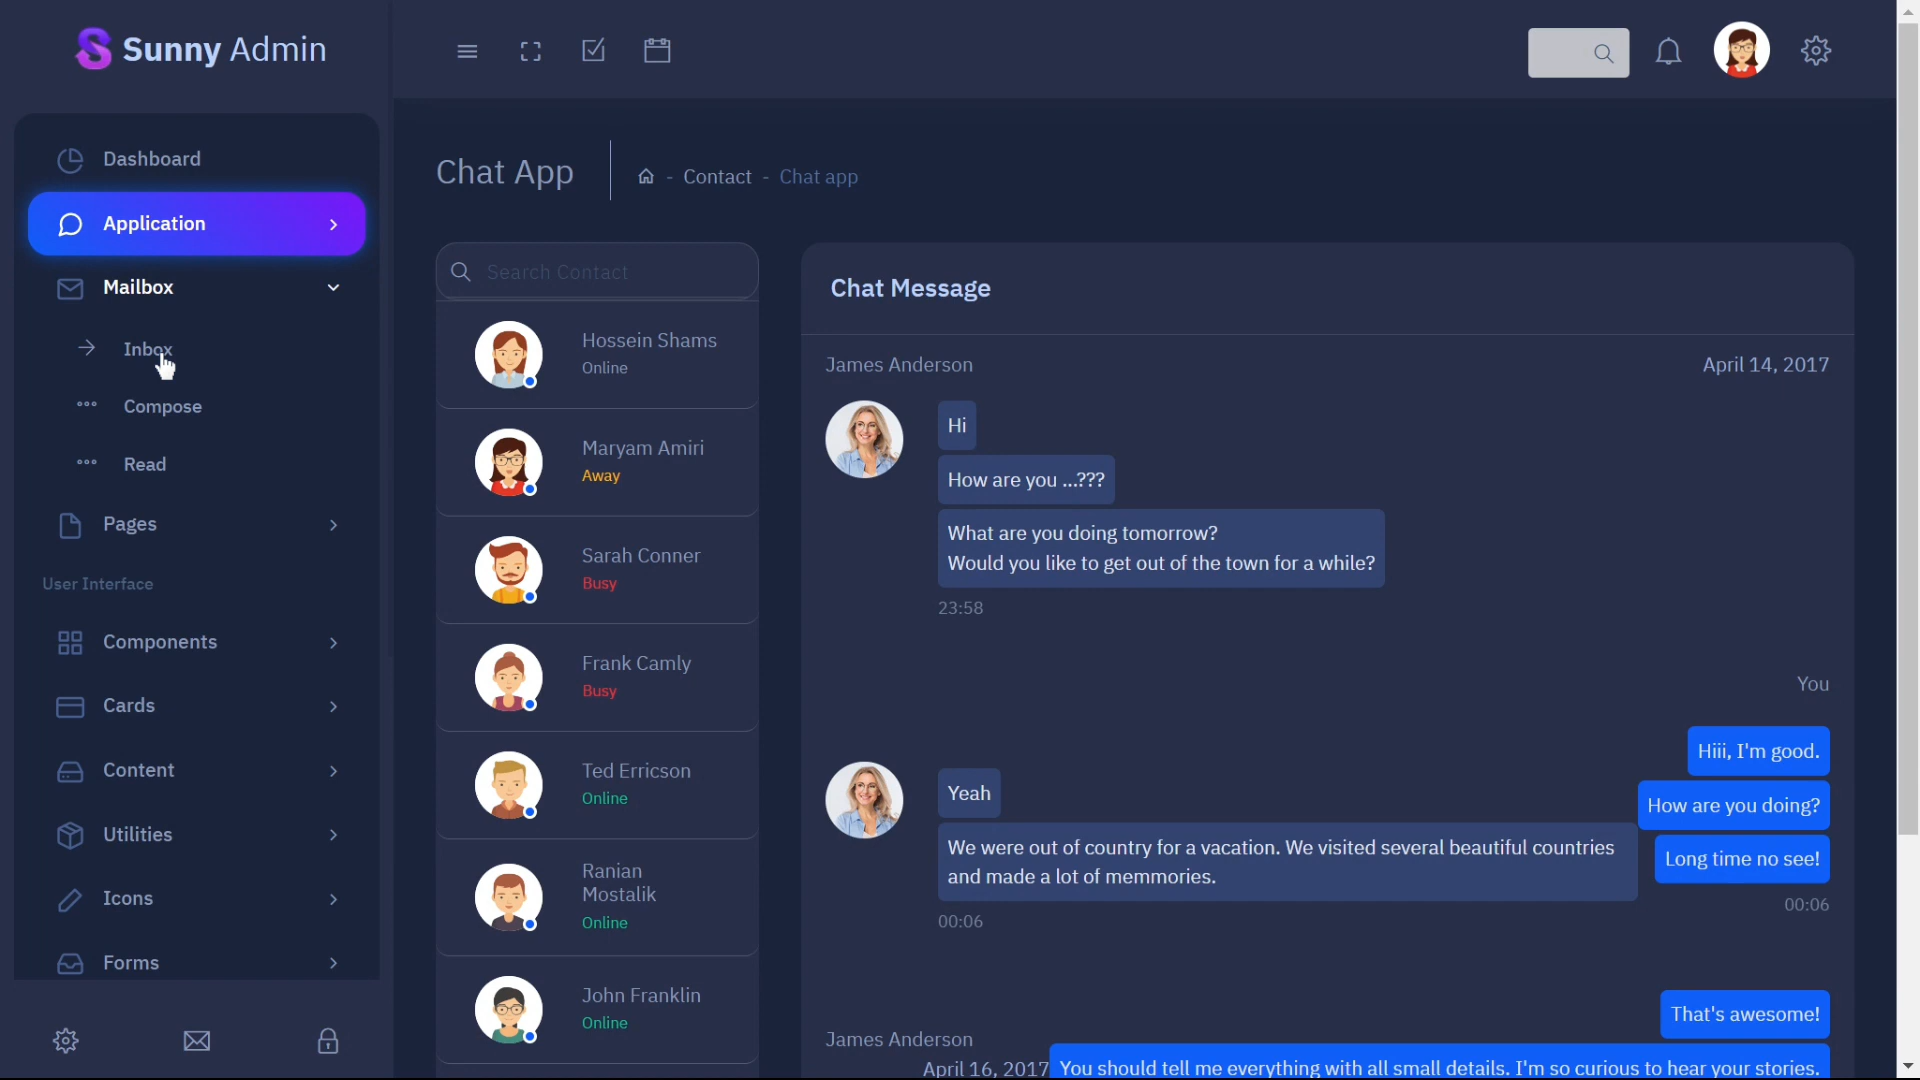 Sunny Admin
Dashboard
Application
Mailbox
Inbox
Compose
Read
Pages
User Interface
Components
Cards
Content
Utilities
Icons
Forms
Chat App
- Contact - Chat app
Search Contact
Hossein Shams
Online
Maryam Amiri
Away
Sarah Conner
Busy
Frank Camly
Busy
Ted Erricson
Online
Ranian
Mostalik
Online
John Franklin
Online
Chat Message
James Anderson
April 14, 2017
Hi
How are you ...???
What are you doing tomorrow?
Would you like to get out of the town for a while?
23:58
You
Hiii, I'm good.
How are you doing?
Long time no see!
00:06
Yeah
We were out of country for a vacation. We visited several beautiful countries
and made a lot of memmories.
00:06
That's awesome!
James Anderson
April 16, 2017
You should tell me everything with all small details. I'm so curious to hear your stories.